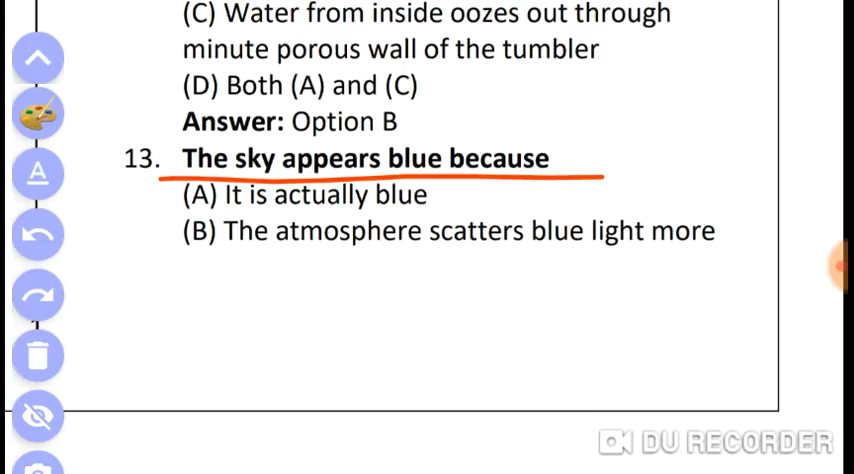 (C) Water from inside oozes out through
minute porous wall of the tumbler
(D) Both (A) and (C)
Answer: Option B
13. The sky appears blue because
(A) It is actually blue
(B) The atmosphere scatters blue light more
A
DU RECORDER